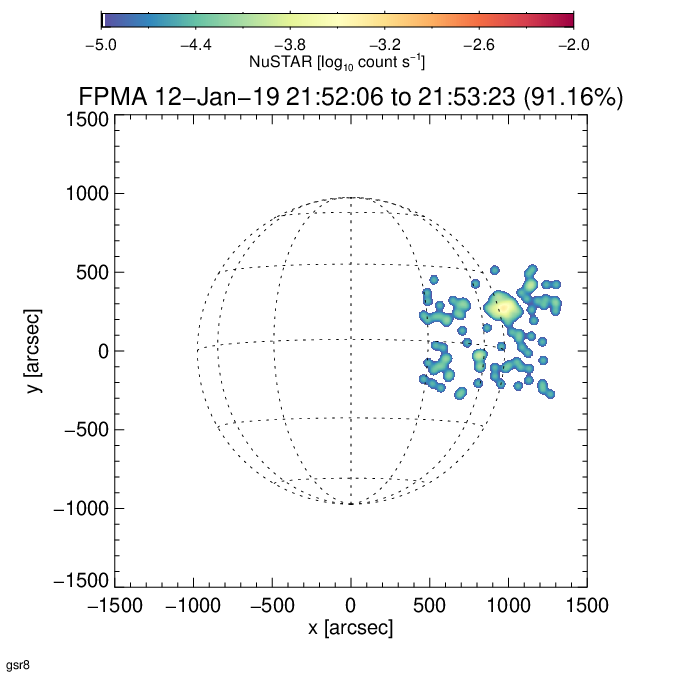 −5.0 −4.4 −3.8 −3.2 −2.6 −2.0
NuSTAR [log10 count s−1]
FPMA 12−Jan−19 21:52:06 to 21:53:23 (91.16%)
1500
1000
500
0
−500
−1000
−1500
y [arcsec]
−1500 −1000 −500 0 500 1000 1500
x [arcsec]
gsr8